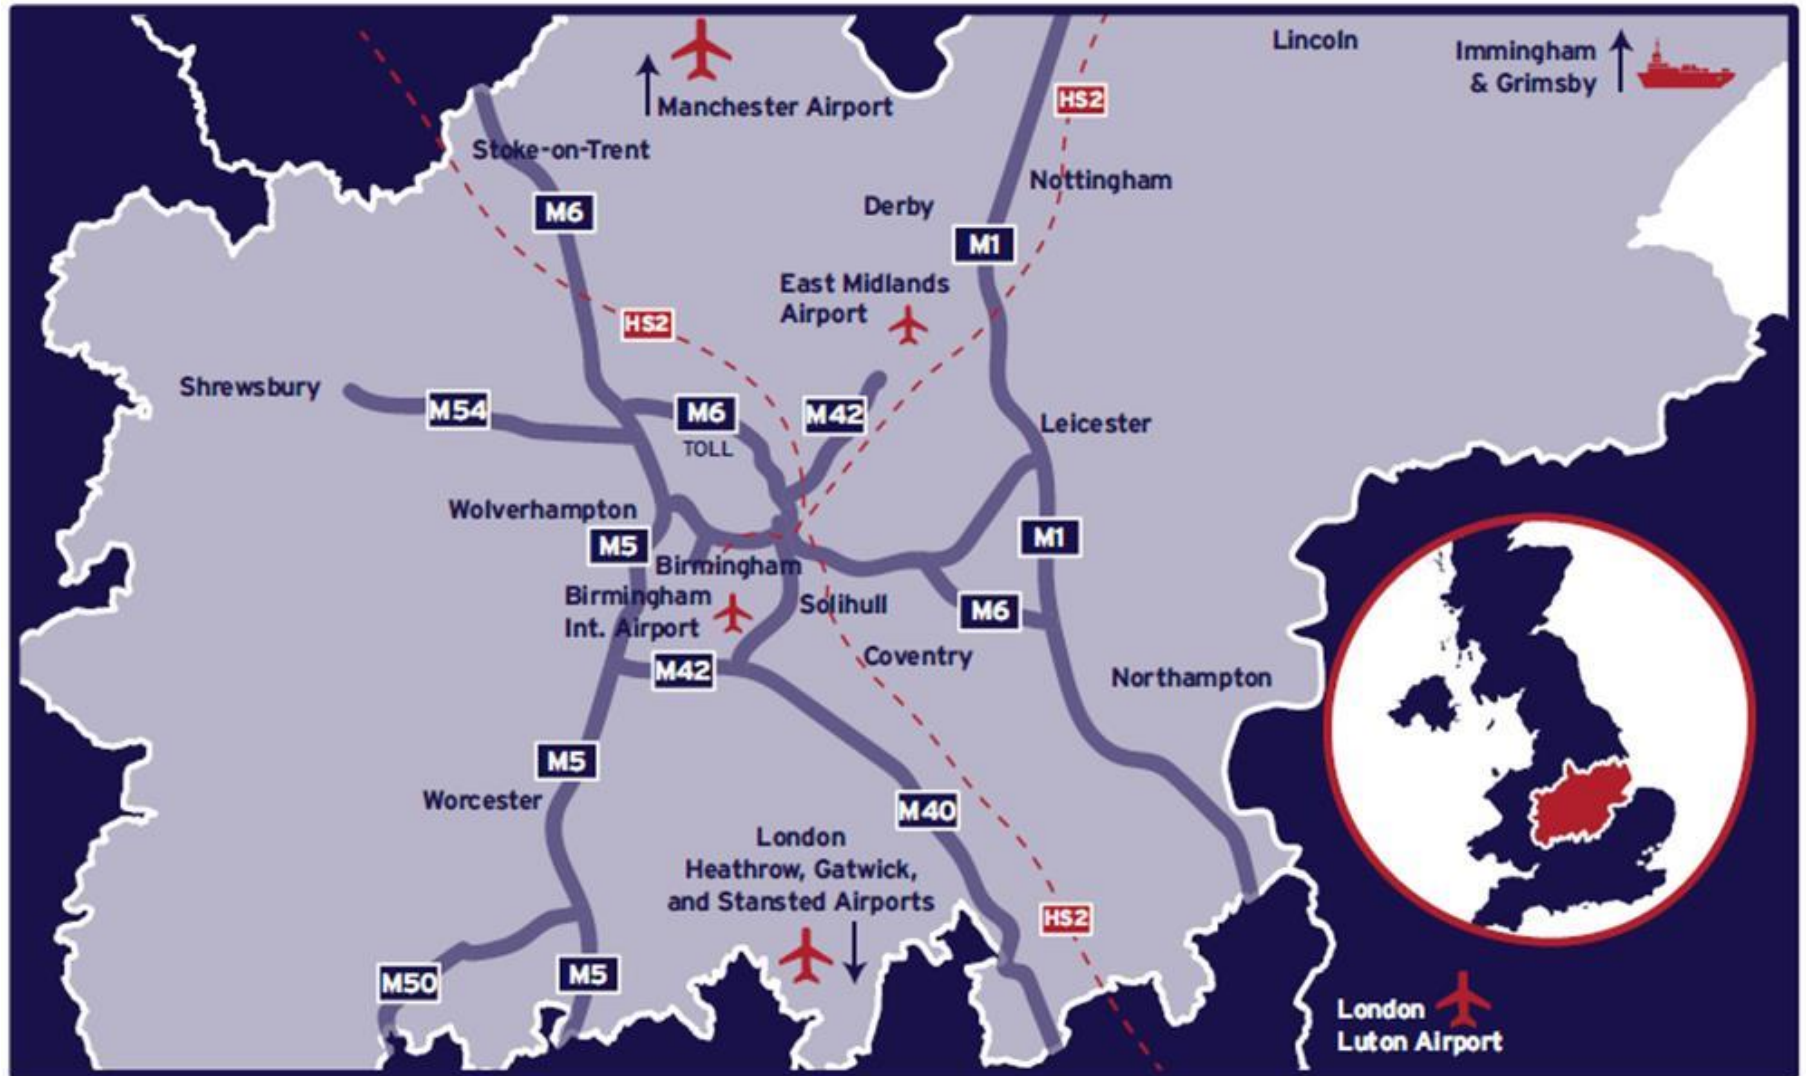 Lincoln
Immingham
& Grimsby
Manchester Airport
HS2
Stoke-on-Trent
Nottingham
Derby
M6
M1
East Midlands
Airport
HS2
Shrewsbury
M54
M6
TOLL
M42
Leicester
Wolverhampton
M5
M1
Birmingham
Birmingham
Int. Airport
Solihull
M6
Coventry
M42
Northampton
M5
Worcester
M40
London
Heathrow, Gatwick,
and Stansted Airports
HS2
M50
M5
London
Luton Airport